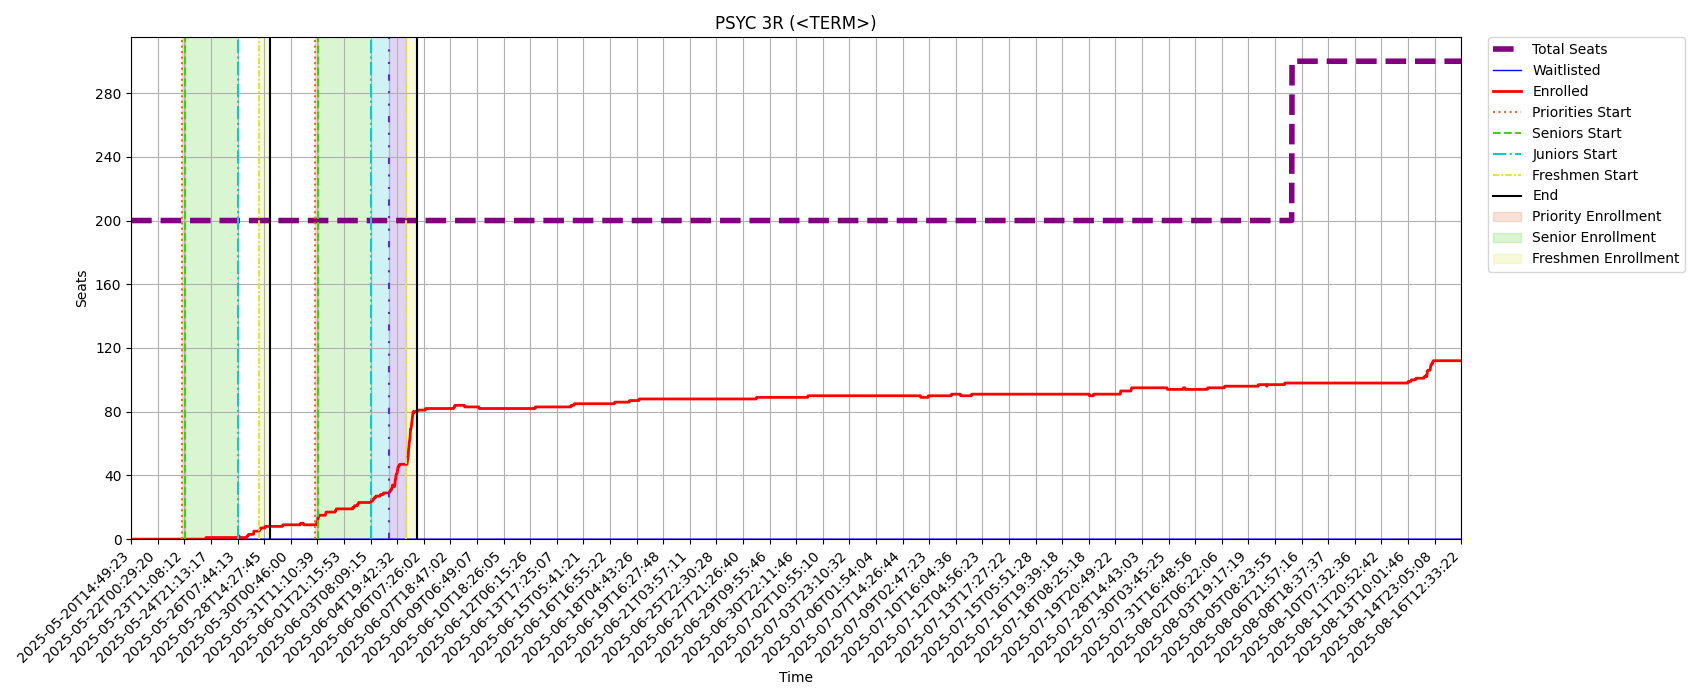 PSYC 3R (<TERM>)
Total Seats
Waitlisted
Enrolled
Priorities Start
Seniors Start
Juniors Start
Freshmen Start
End
Priority Enrollment
Senior Enrollment
Freshmen Enrollment
Seats
280
240
200
160
120
80
40
0
2025-05-20T14:49:23
2025-05-22T00:29:20
2025-05-23T11:08:12
2025-05-24T21:13:17
2025-05-26T07:44:13
2025-05-28T14:27:45
2025-05-30T00:46:00
2025-05-31T11:10:39
2025-06-01T21:15:53
2025-06-03T08:09:15
2025-06-04T19:42:32
2025-06-06T07:26:02
2025-06-07T18:47:02
2025-06-09T06:49:07
2025-06-10T18:26:05
2025-06-12T06:15:26
2025-06-13T17:25:07
2025-06-15T05:41:21
2025-06-16T16:55:22
2025-06-18T04:43:26
2025-06-19T16:27:48
2025-06-21T03:57:11
2025-06-25T22:30:28
2025-06-27T21:26:40
2025-06-29T09:55:46
2025-06-30T22:11:46
2025-07-02T10:55:10
2025-07-03T23:10:32
2025-07-06T01:54:04
2025-07-07T14:26:44
2025-07-09T02:47:23
2025-07-10T16:04:36
2025-07-12T04:56:23
2025-07-13T17:27:22
2025-07-15T05:51:28
2025-07-16T19:39:18
2025-07-18T08:25:18
2025-07-19T20:49:22
2025-07-28T14:43:03
2025-07-30T03:45:25
2025-07-31T16:48:56
2025-08-02T06:22:06
2025-08-03T19:17:19
2025-08-05T08:23:55
2025-08-06T21:57:16
2025-08-08T18:37:37
2025-08-10T07:32:36
2025-08-11T20:52:42
2025-08-13T10:01:46
2025-08-14T23:05:08
2025-08-16T12:33:22
Time